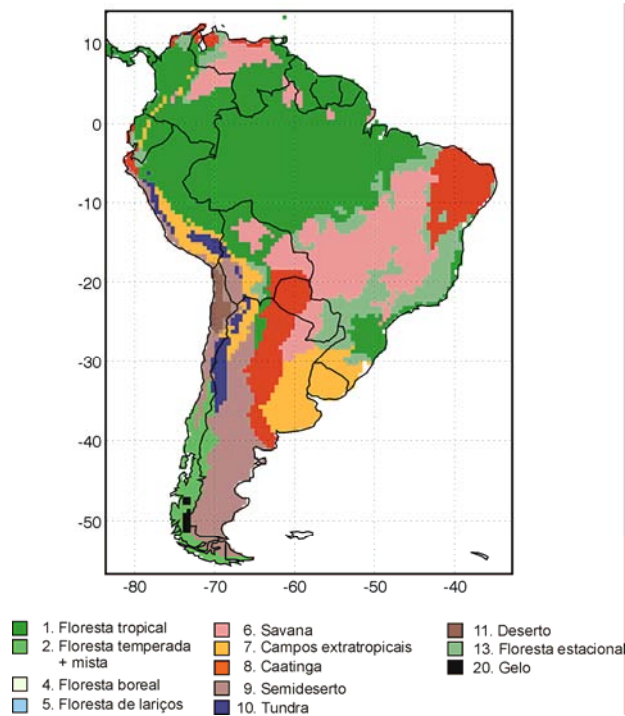 10
0
-10
-20
-30
-40
-50
-80 -70 -60 -50 -40
1. Floresta tropical
2. Floresta temperada
+ mista
4. Floresta boreal
5. Floresta de lariços
6. Savana
7. Campos extratropicais
8. Caatinga
9. Semideserto
10. Tundra
11. Deserto
13. Floresta estacional
20. Gelo